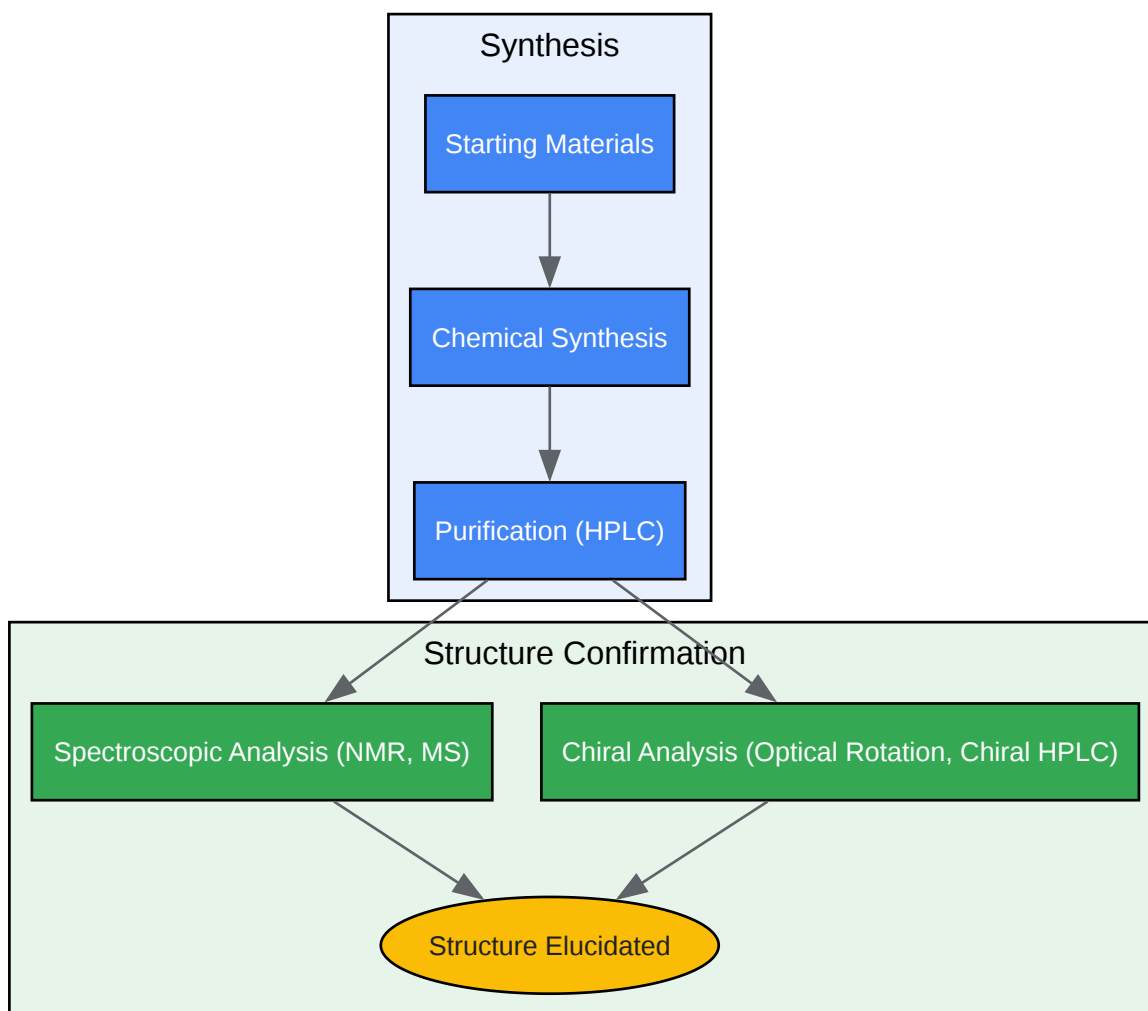 Synthesis
Starting Materials
Chemical Synthesis
Purification (HPLC)
Structure Confirmation
Spectroscopic Analysis (NMR, MS)
Chiral Analysis (Optical Rotation, Chiral HPLC)
Structure Elucidated